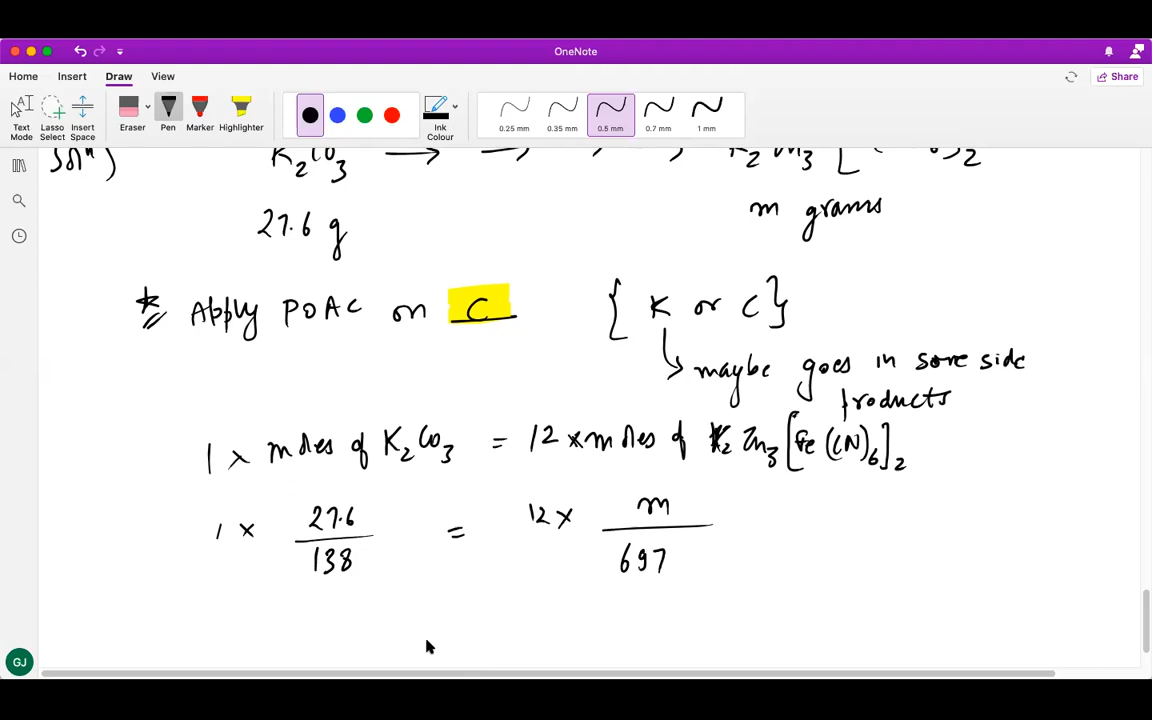 OneNote
Home Insert Draw View Share
Text Mode Lasso Select Insert Space Eraser Pen Marker Highlighter Ink Colour 0.25 mm 0.35 mm 0.5 mm 0.7 mm 1 mm
K2CO3 → → K2Zn3[
27.6 g m grams
* Apply POAC on C { K or C }
↳ maybe goes in some side
products
1 × moles of K2CO3 = 12 × moles of K2 Zn3 [Fe (CN)6]2
1 × 27.6/138 = 12 × m/697
GJ